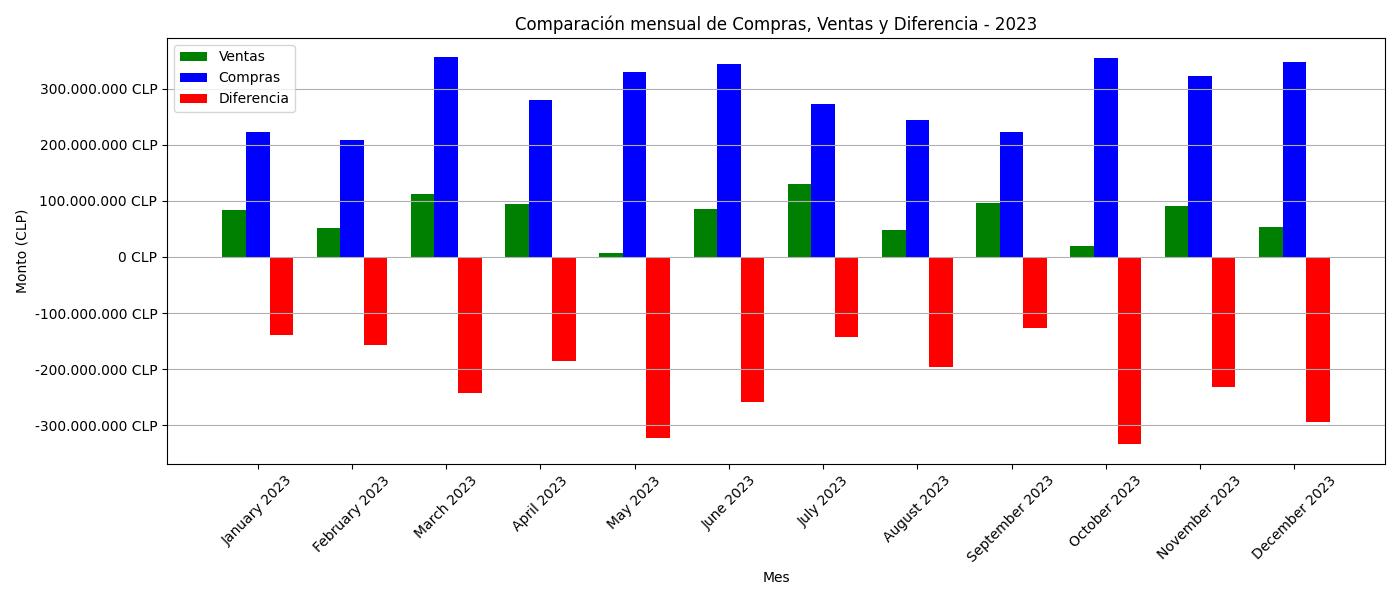 Comparación mensual de Compras, Ventas y Diferencia - 2023
Ventas
Compras
Diferencia
Monto (CLP)
300.000.000 CLP
200.000.000 CLP
100.000.000 CLP
0 CLP
-100.000.000 CLP
-200.000.000 CLP
-300.000.000 CLP
January 2023
February 2023
March 2023
April 2023
May 2023
June 2023
July 2023
August 2023
September 2023
October 2023
November 2023
December 2023
Mes